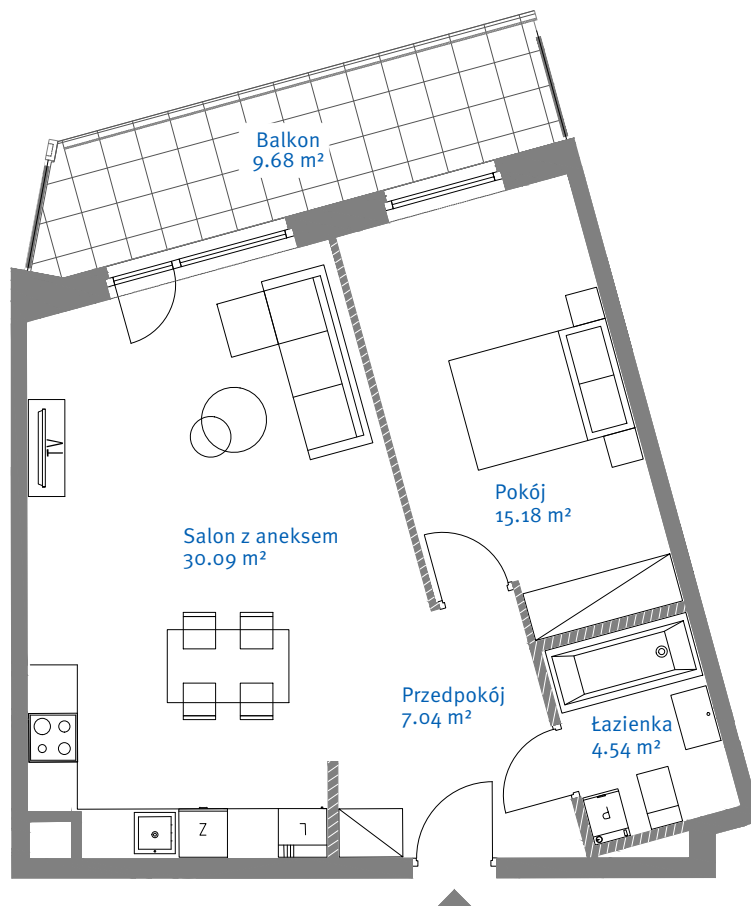 Balkon
9.68 m²
TV
Pokój
15.18 m²
Salon z aneksem
30.09 m²
Przedpokój
7.04 m²
Łazienka
4.54 m²
P
Z
L